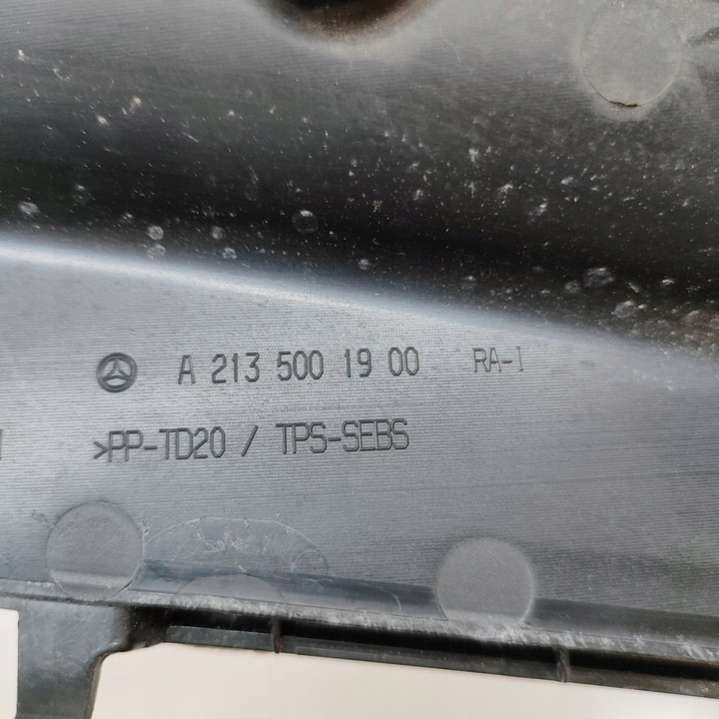 A 213 500 19 00 RA-I
>PP-TD20 / TPS-SEBS